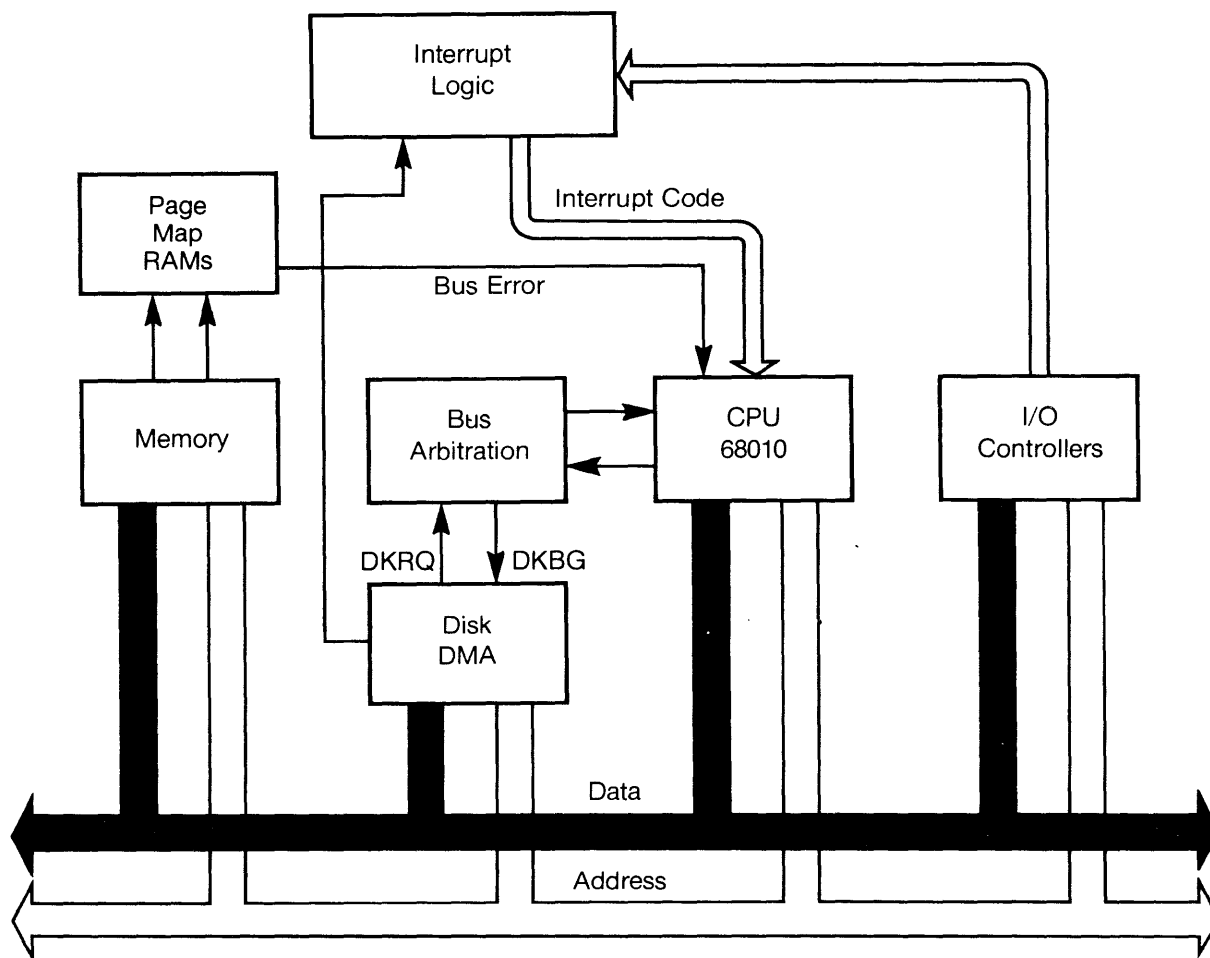 Interrupt
Logic
Page
Map
RAMs
Interrupt Code
Bus Error
Memory
Bus
Arbitration
CPU
68010
I/O
Controllers
DKRQ
DKBG
Disk
DMA
Data
Address